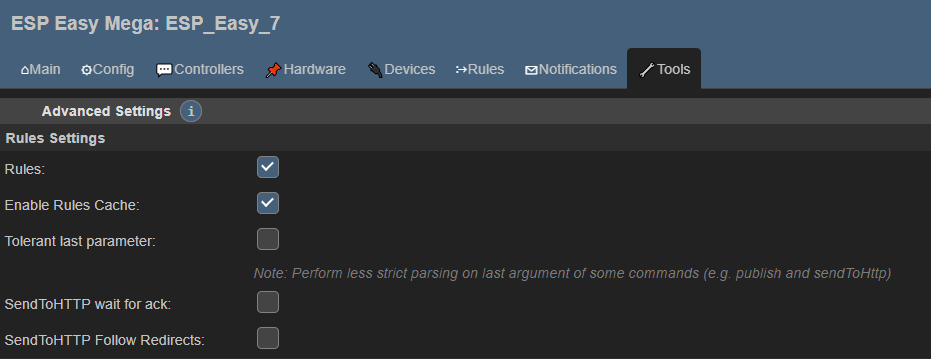 ESP Easy Mega: ESP_Easy_7
⌂Main ⚙Config 💬Controllers 📌Hardware 🔌Devices Rules ✉Notifications 🔧Tools
Advanced Settings i
Rules Settings
Rules:
Enable Rules Cache:
Tolerant last parameter:
Note: Perform less strict parsing on last argument of some commands (e.g. publish and sendToHttp)
SendToHTTP wait for ack:
SendToHTTP Follow Redirects: